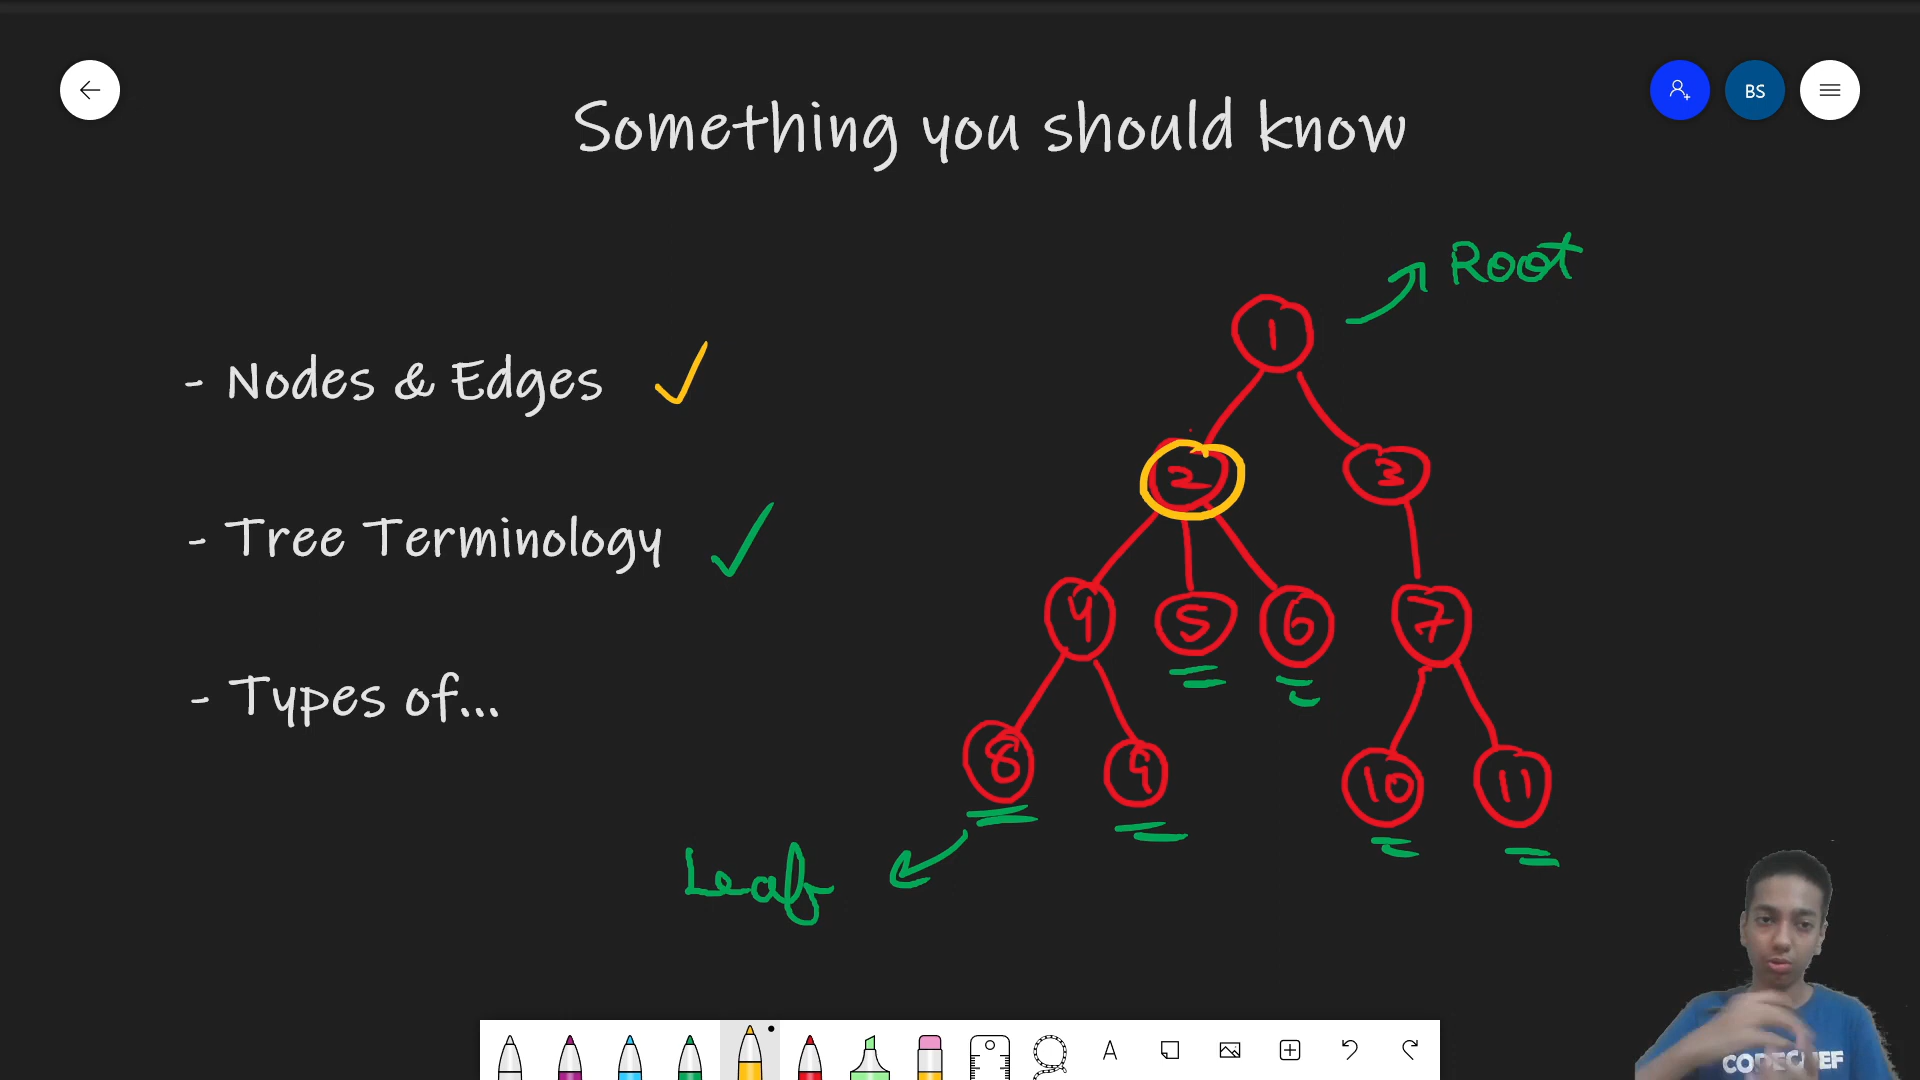 BS
Something you should know
Root
1
- Nodes & Edges
2
3
- Tree Terminology
4
5
6
7
- Types of...
8
9
10
11
Leaf
A
CODECHEF